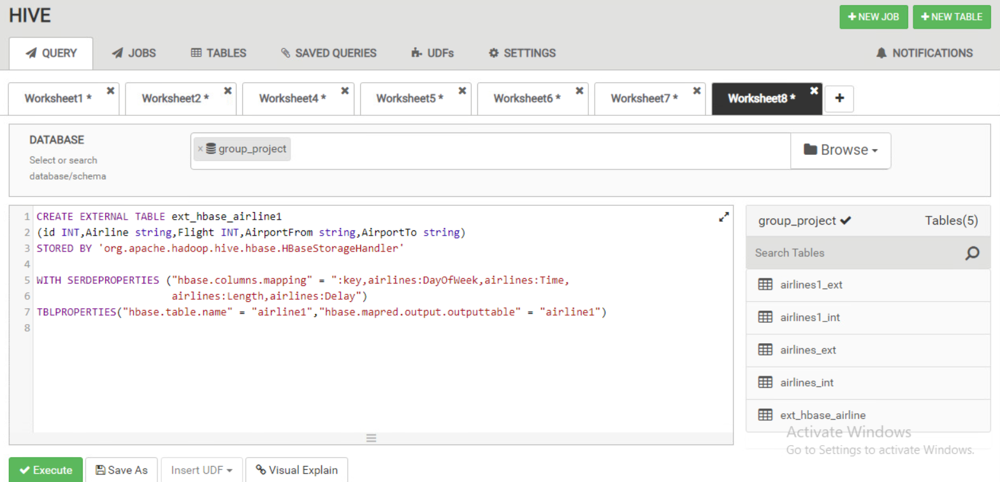 HIVE
NEW JOB
NEW TABLE
QUERY
JOBS
TABLES
SAVED QUERIES
UDFs
SETTINGS
NOTIFICATIONS
Worksheet1 *
Worksheet2 *
Worksheet4 *
Worksheet5 *
Worksheet6 *
Worksheet7 *
Worksheet8 *
+
DATABASE
Select or search
database/schema
× group_project
Browse
1 CREATE EXTERNAL TABLE ext_hbase_airline1
2 (id INT,Airline string,Flight INT,AirportFrom string,AirportTo string)
3 STORED BY 'org.apache.hadoop.hive.hbase.HBaseStorageHandler'
4
5 WITH SERDEPROPERTIES ("hbase.columns.mapping" = ":key,airlines:DayOfWeek,airlines:Time,
6 airlines:Length,airlines:Delay")
7 TBLPROPERTIES("hbase.table.name" = "airline1","hbase.mapred.output.outputtable" = "airline1")
8
group_project
Tables(5)
Search Tables
airlines1_ext
airlines1_int
airlines_ext
airlines_int
ext_hbase_airline
Activate Windows
Go to Settings to activate Windows.
Execute
Save As
Insert UDF
Visual Explain